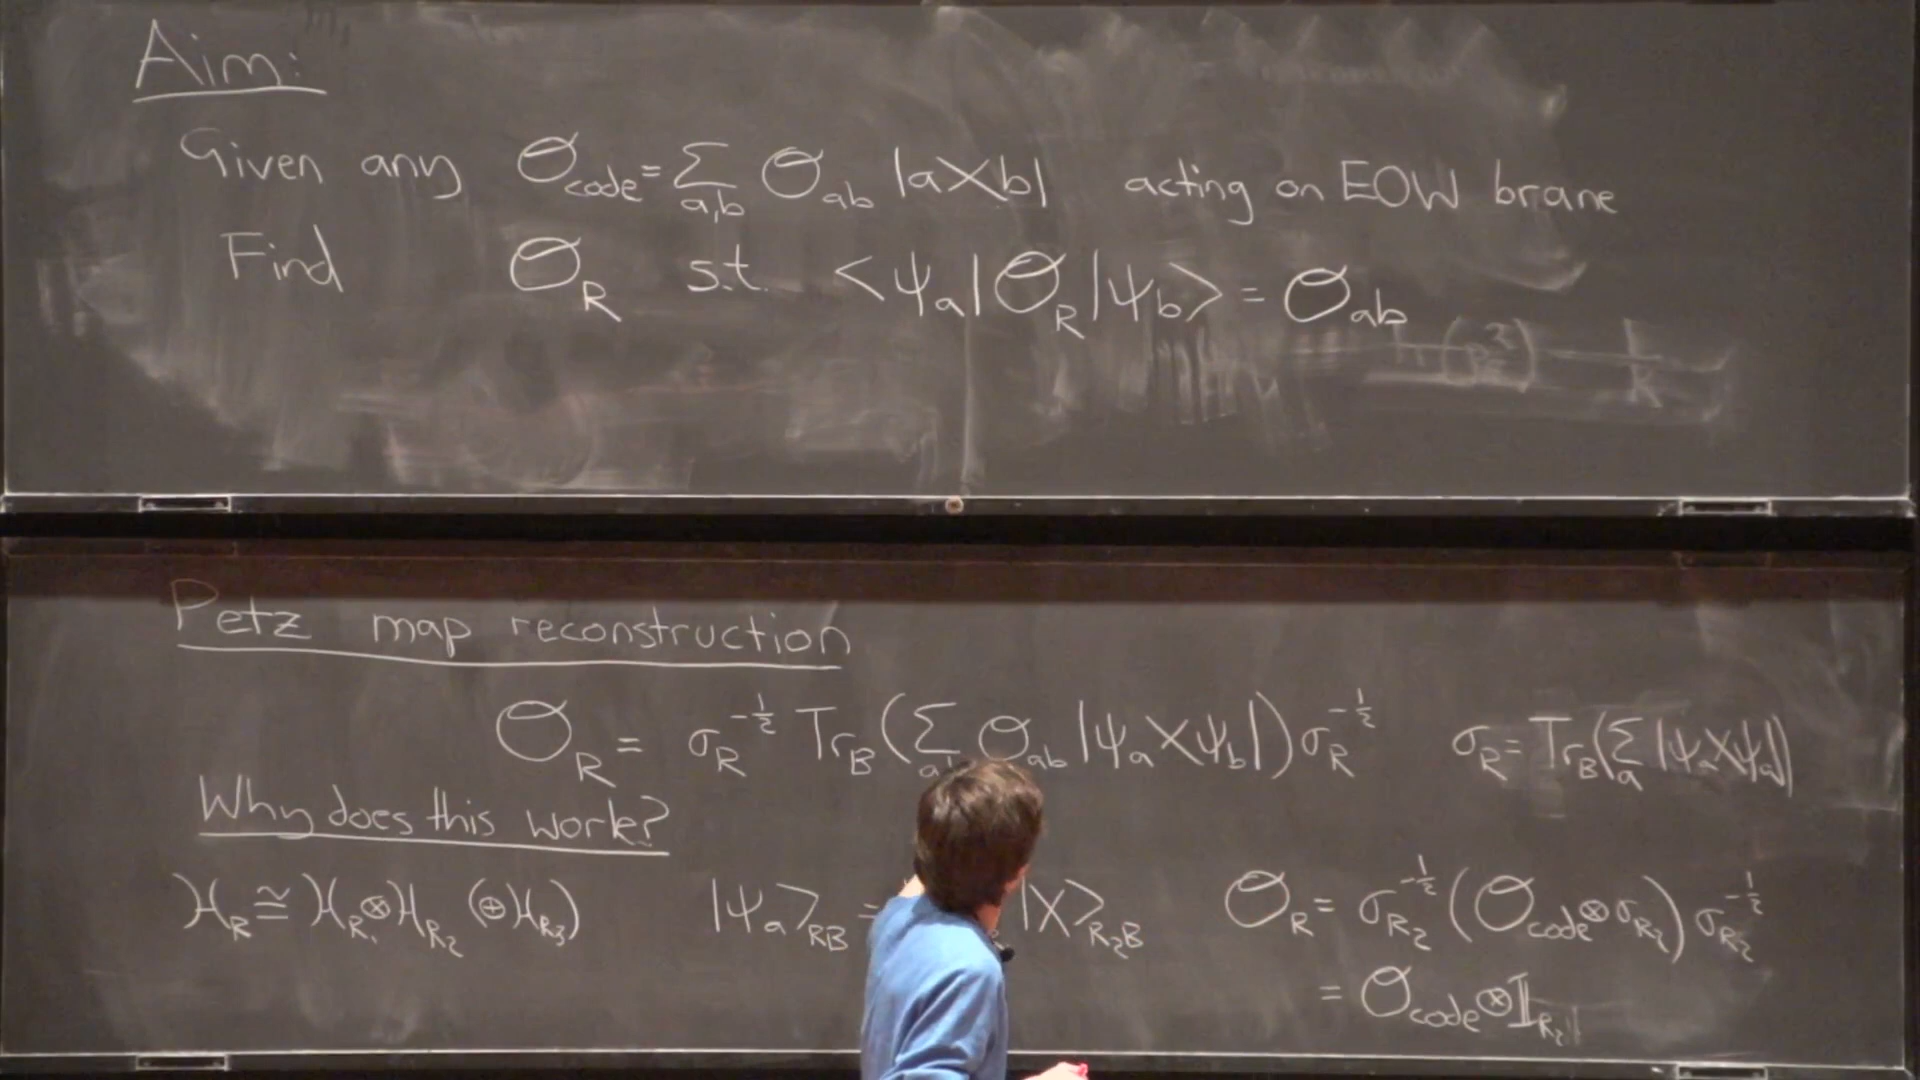 Aim:
Given any 𝒪_code = Σ_{a,b} 𝒪_ab |a⟩⟨b| acting on EOW brane
Find 𝒪_R s.t. <ψ_a|𝒪_R|ψ_b> = 𝒪_ab
Petz map reconstruction
𝒪_R = σ_R^{-1/2} Tr_B(Σ 𝒪_ab |ψ_a⟩⟨ψ_b|) σ_R^{-1/2} σ_R = Tr_B(Σ_a |ψ_a⟩⟨ψ_a|)
Why does this work?
ℋ_R ≅ ℋ_{R_1} ⊗ ℋ_{R_2} (⊕ ℋ_{R_3}) |ψ_a⟩_{RB} = |χ⟩_{R_2B} 𝒪_R = σ_{R_2}^{-1/2} (𝒪_code ⊗ σ_{R_2}) σ_{R_2}^{-1/2}
= 𝒪_code ⊗ 𝟙_{R_2}